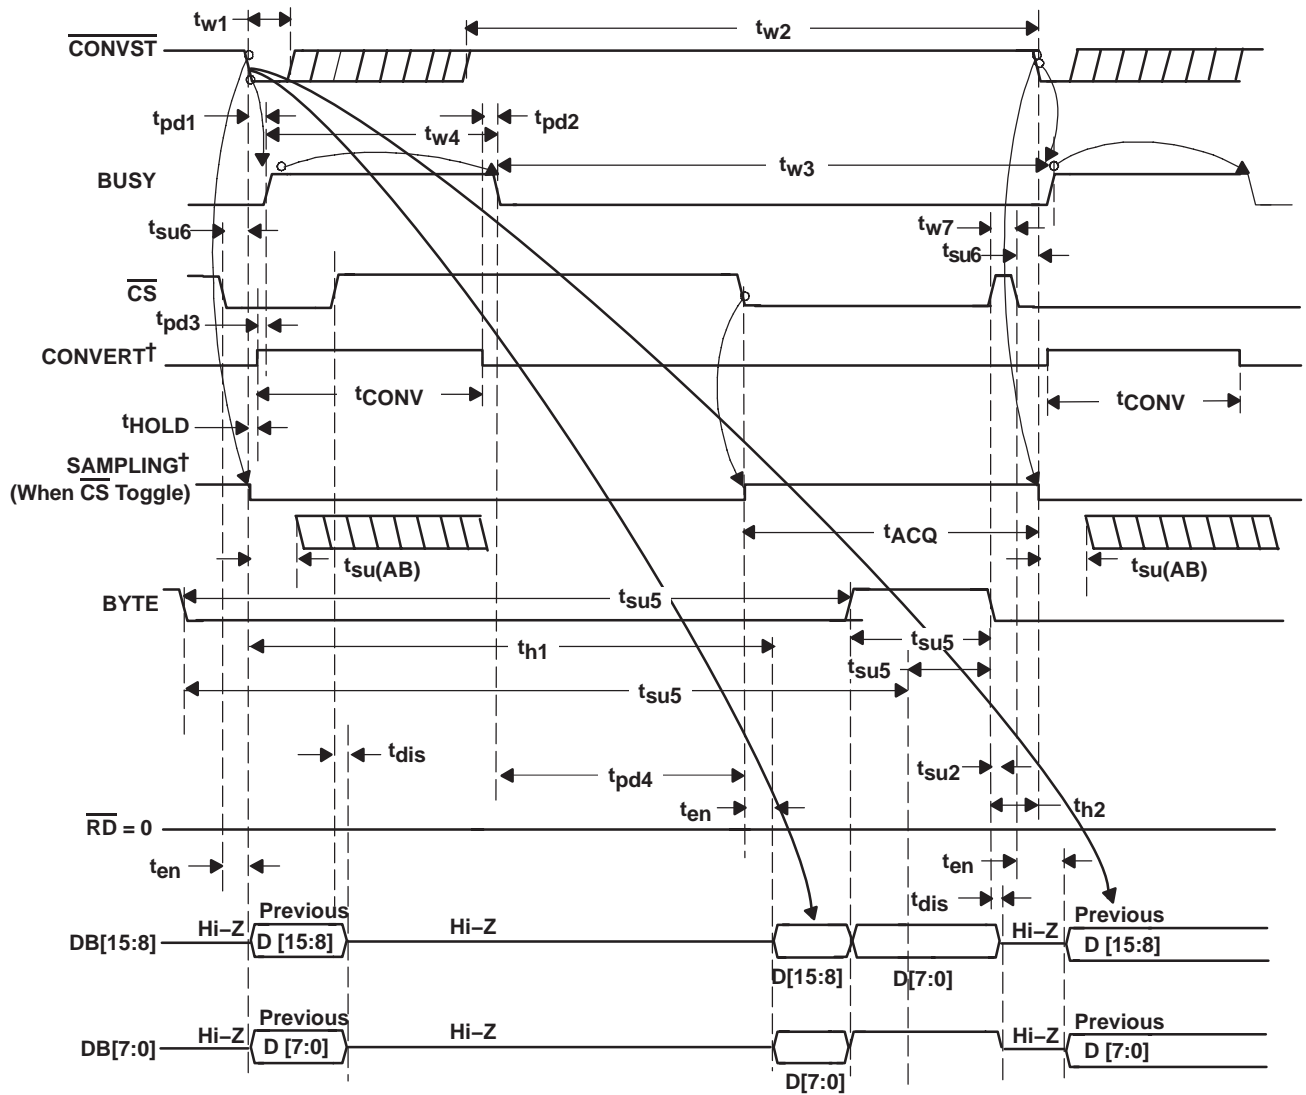 tw1
tw2
CONVST
tpd1
tw4
tpd2
tw3
BUSY
tsu6
tw7
tsu6
CS
tpd3
CONVERT†
tCONV
tCONV
tHOLD
SAMPLING†
(When CS Toggle)
tACQ
tsu(AB)
tsu(AB)
BYTE
tsu5
tsu5
th1
tsu5
tsu5
tdis
tsu2
tpd4
ten
th2
RD = 0
ten
ten
tdis
Previous
Previous
Hi–Z
Hi–Z
Hi–Z
DB[15:8]
D [15:8]
D [15:8]
D[15:8]
D[7:0]
Previous
Previous
Hi–Z
Hi–Z
Hi–Z
DB[7:0]
D [7:0]
D [7:0]
D[7:0]